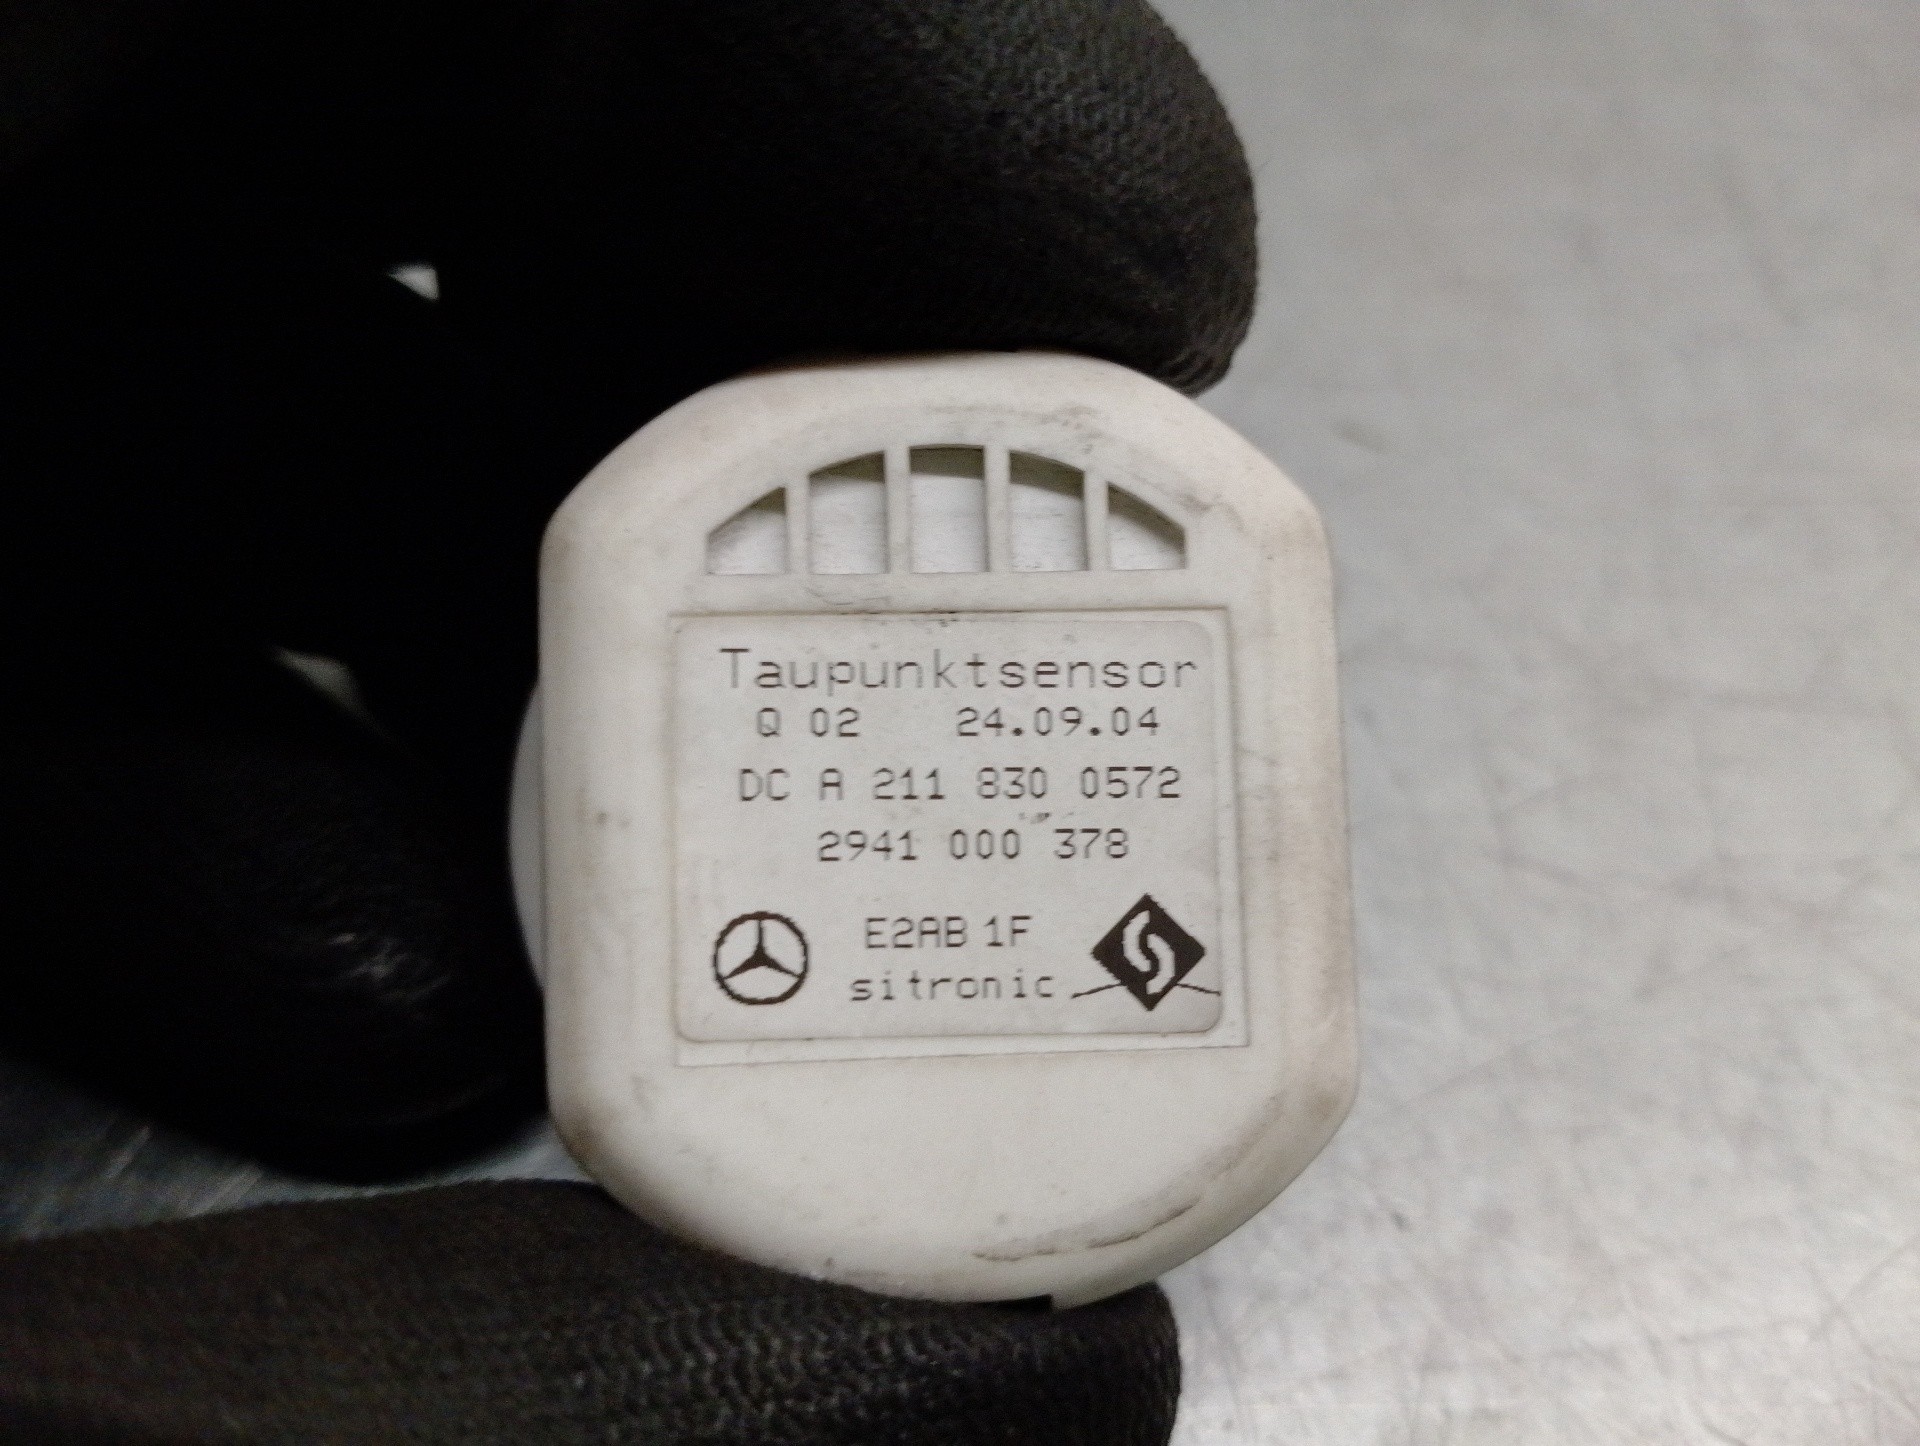 Taupunktsensor
Q 02 24.09.04
DC A 211 830 0572
2941 000 378
E2AB 1F
sitronic